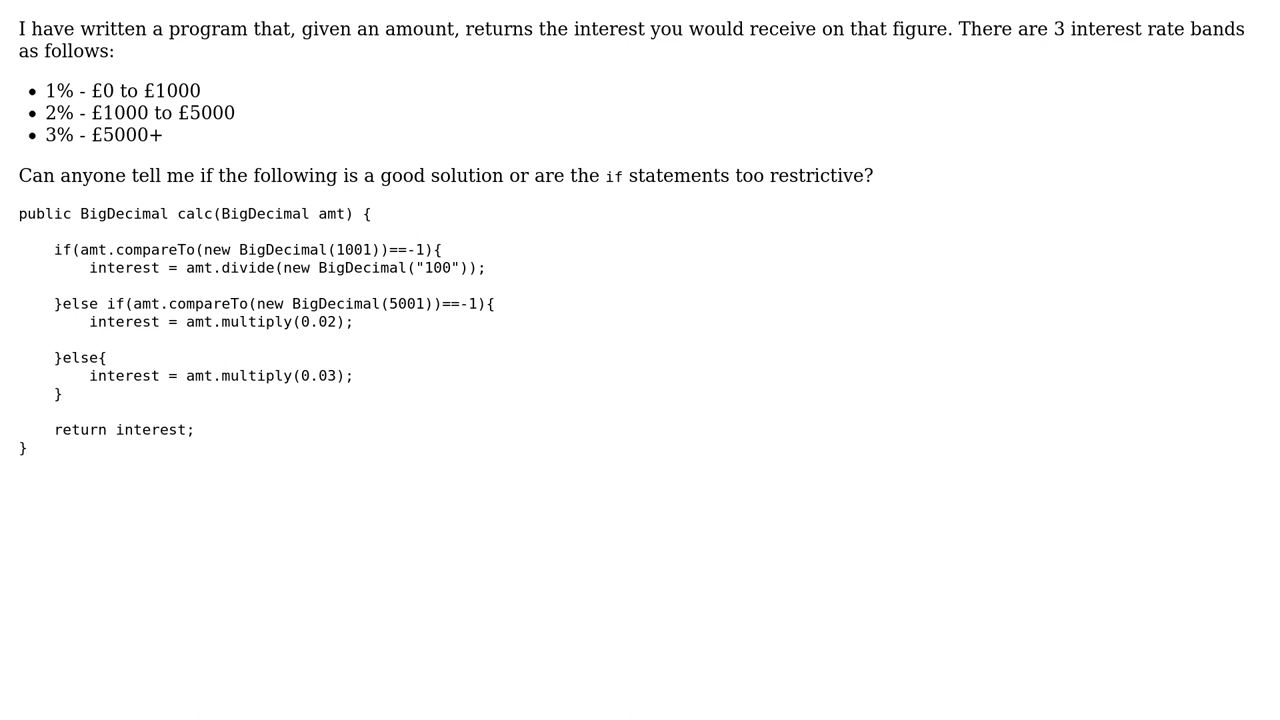 I have written a program that, given an amount, returns the interest you would receive on that figure. There are 3 interest rate bands
as follows:
• 1% - £0 to £1000
• 2% - £1000 to £5000
• 3% - £5000+
Can anyone tell me if the following is a good solution or are the if statements too restrictive?
public BigDecimal calc(BigDecimal amt) {
    if(amt.compareTo(new BigDecimal(1001))==-1){
        interest = amt.divide(new BigDecimal("100"));
    }else if(amt.compareTo(new BigDecimal(5001))==-1){
        interest = amt.multiply(0.02);
    }else{
        interest = amt.multiply(0.03);
    }
    return interest;
}